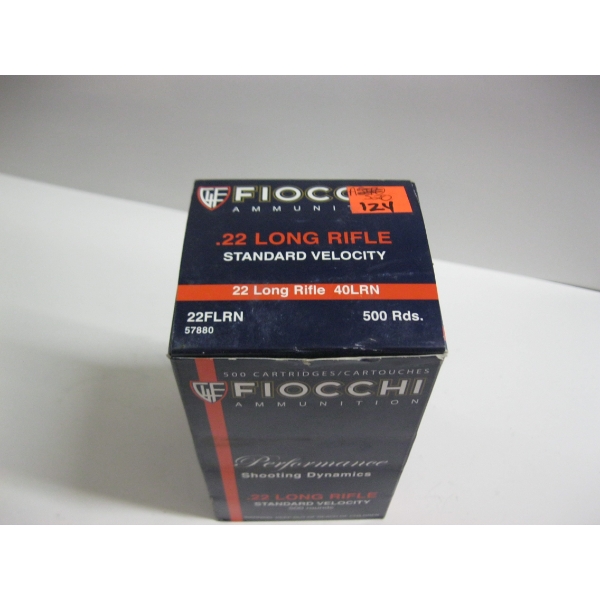 FIOCCHI
AMMUNITION
124
.22 LONG RIFLE
STANDARD VELOCITY
22 Long Rifle 40LRN
22FLRN 500 Rds.
57880
500 CARTRIDGES/CARTOUCHES
FIOCCHI
AMMUNITION
Performance
Shooting Dynamics
.22 LONG RIFLE
STANDARD VELOCITY